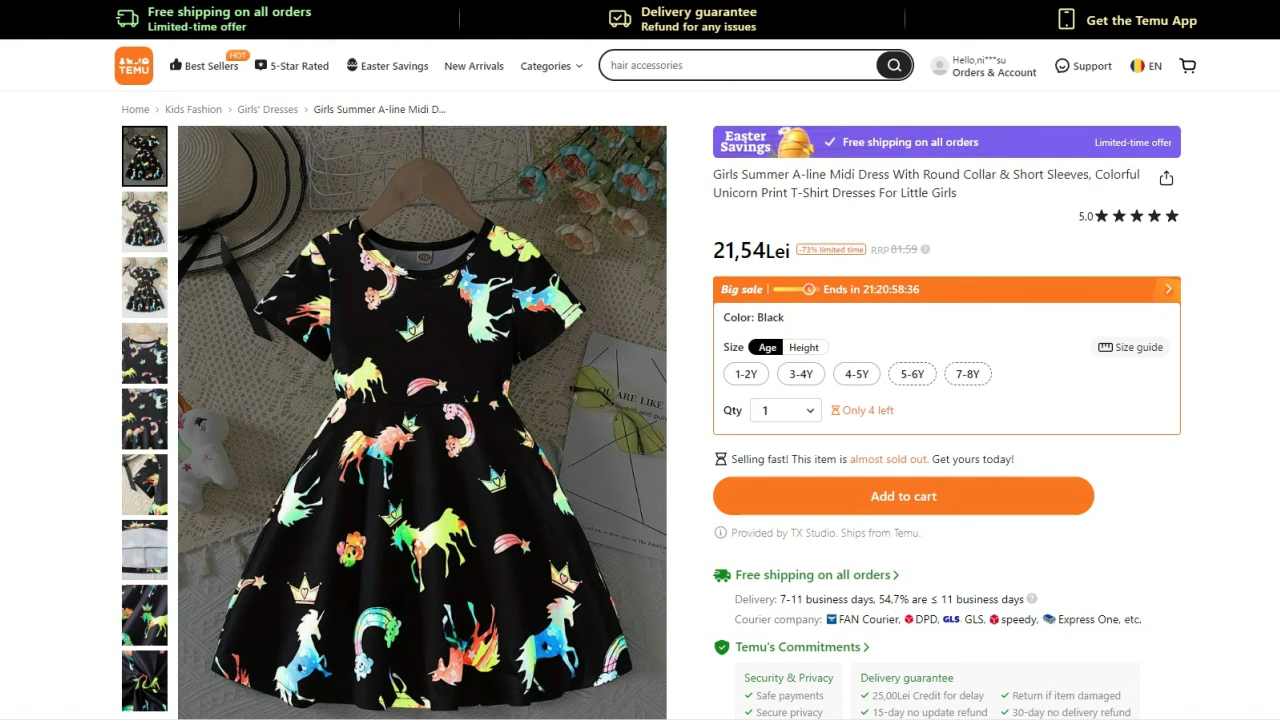 Free shipping on all orders
Limited-time offer
Delivery guarantee
Refund for any issues
Get the Temu App
TEMU
Best Sellers
HOT
5-Star Rated
Easter Savings
New Arrivals
Categories
hair accessories
Hello,ni***su
Orders & Account
Support
EN
Home › Kids Fashion › Girls' Dresses › Girls Summer A-line Midi D...
Easter
Savings
Free shipping on all orders
Limited-time offer
Girls Summer A-line Midi Dress With Round Collar & Short Sleeves, Colorful
Unicorn Print T-Shirt Dresses For Little Girls
5.0
21,54Lei -73% limited time RRP 81.59
Big sale Ends in 21:20:58:36
Color: Black
Size Age Height Size guide
1-2Y 3-4Y 4-5Y 5-6Y 7-8Y
Qty 1 Only 4 left
Selling fast! This item is almost sold out. Get yours today!
Add to cart
Provided by TX Studio. Ships from Temu.
Free shipping on all orders
Delivery: 7-11 business days, 54,7% are ≤ 11 business days
Courier company: FAN Courier, DPD, GLS GLS, speedy, Express One, etc.
Temu's Commitments
Security & Privacy
Safe payments
Secure privacy
Delivery guarantee
25,00Lei Credit for delay
Return if item damaged
15-day no update refund
30-day no delivery refund
YOU ARE LIKE